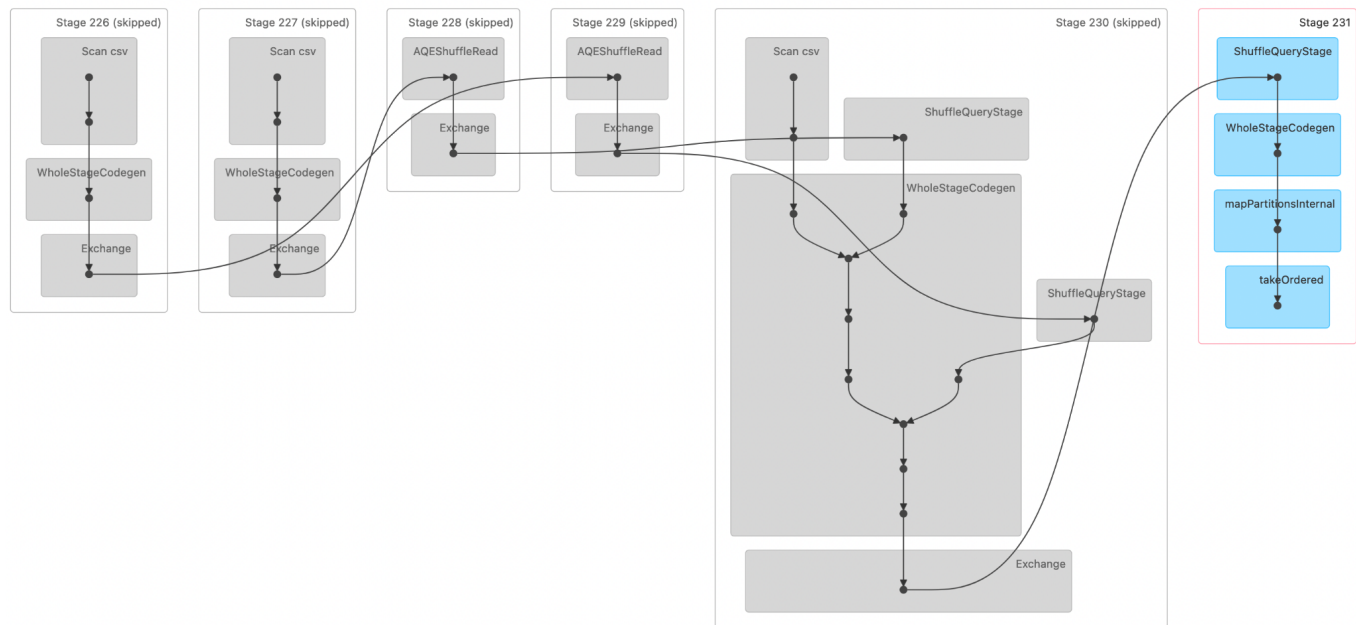 Stage 226 (skipped)
Scan csv
WholeStageCodegen
Exchange
Stage 227 (skipped)
Scan csv
WholeStageCodegen
Exchange
Stage 228 (skipped)
AQEShuffleRead
Exchange
Stage 229 (skipped)
AQEShuffleRead
Exchange
Stage 230 (skipped)
Scan csv
ShuffleQueryStage
WholeStageCodegen
ShuffleQueryStage
Exchange
Stage 231
ShuffleQueryStage
WholeStageCodegen
mapPartitionsInternal
takeOrdered